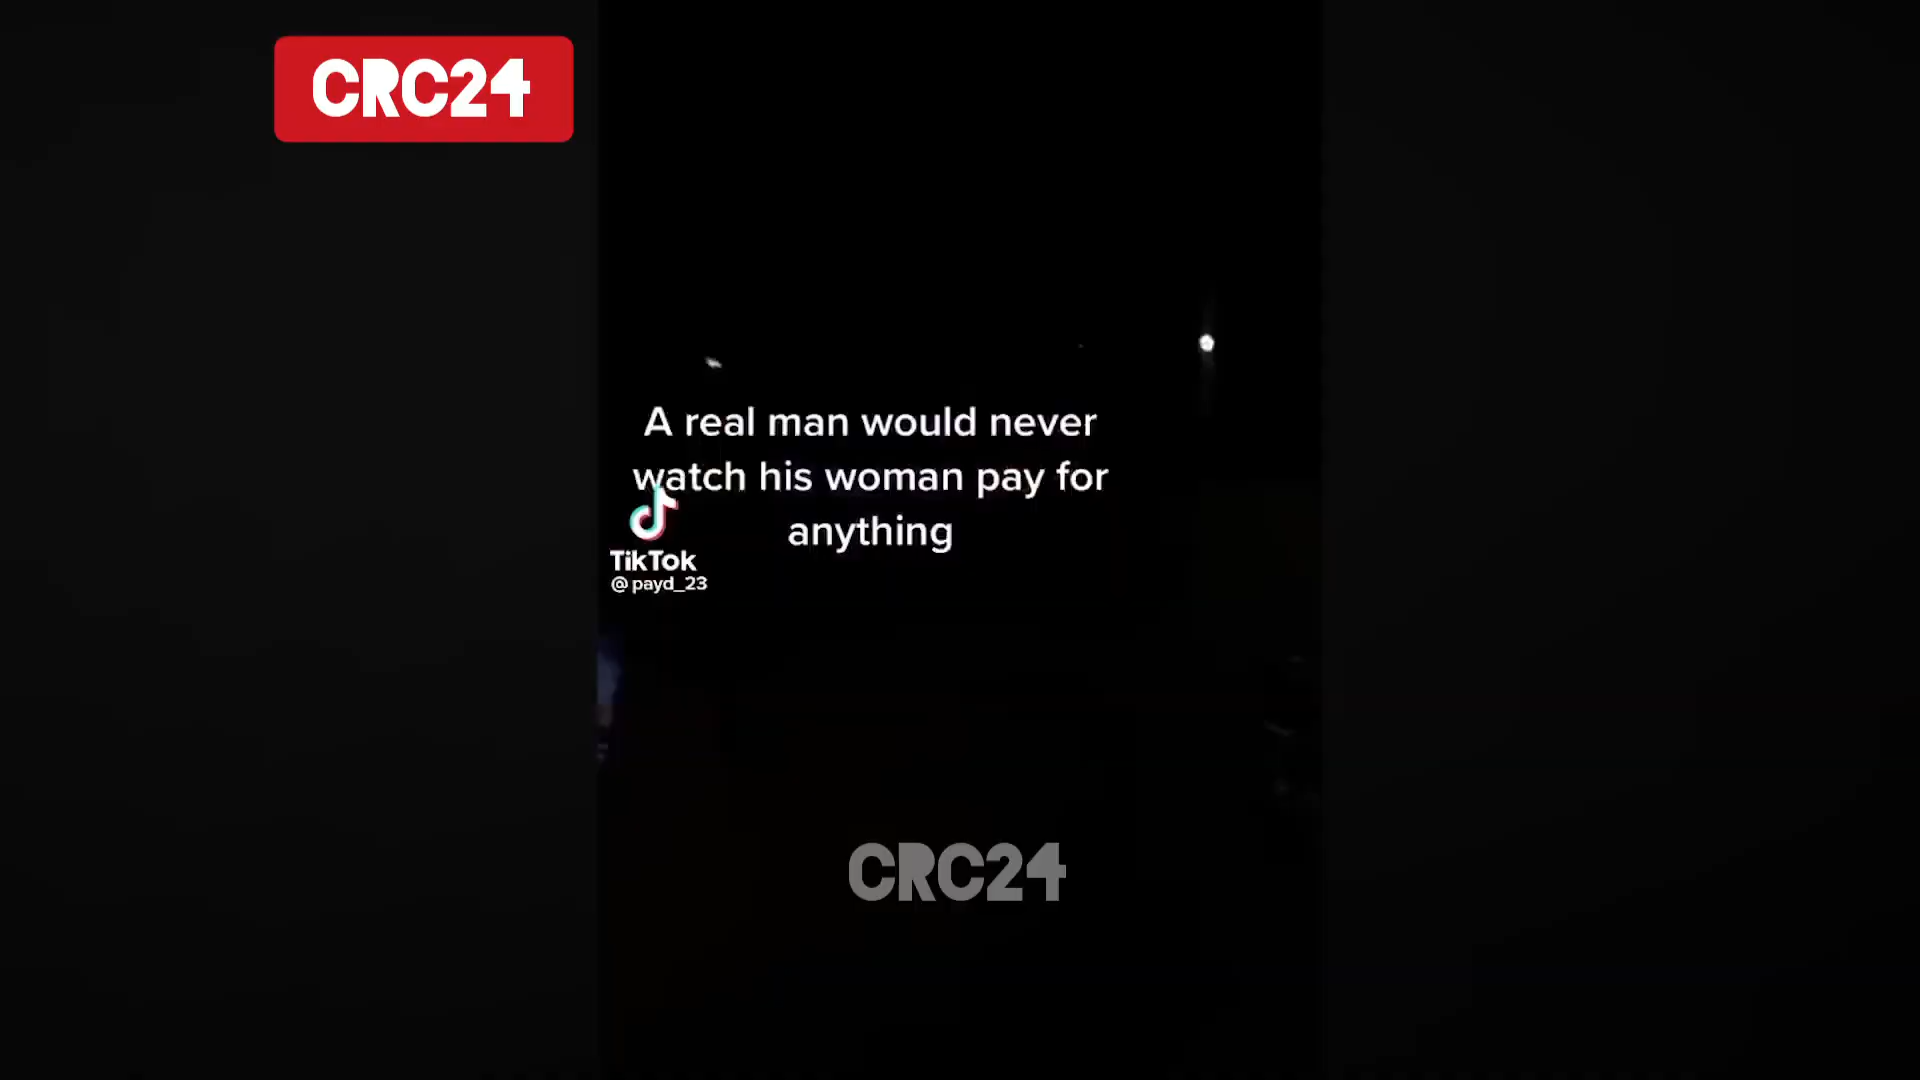 CRC24
A real man would never
watch his woman pay for
anything
TikTok
@payd_23
CRC24